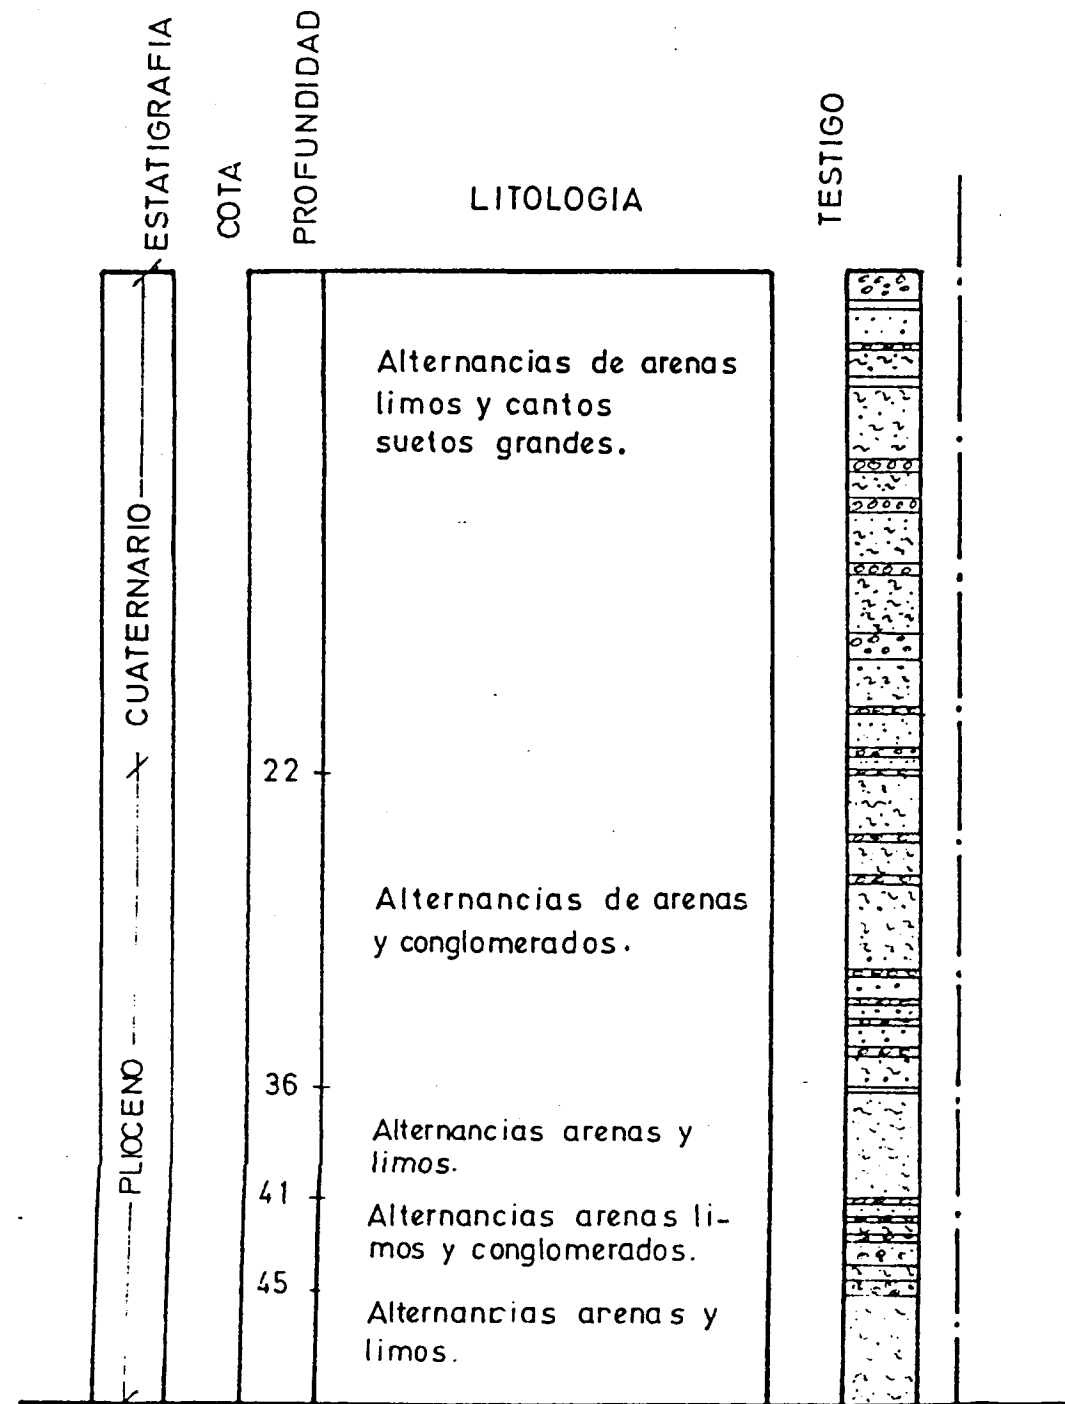 ESTATIGRAFIA
COTA
PROFUNDIDAD
LITOLOGIA
TESTIGO
CUATERNARIO
PLIOCENO
Alternancias de arenas
limos y cantos
suetos grandes.
22
Alternancias de arenas
y conglomerados.
36
Alternancias arenas y
limos.
41
Alternancias arenas li-
mos y conglomerados.
45
Alternancias arenas y
limos.